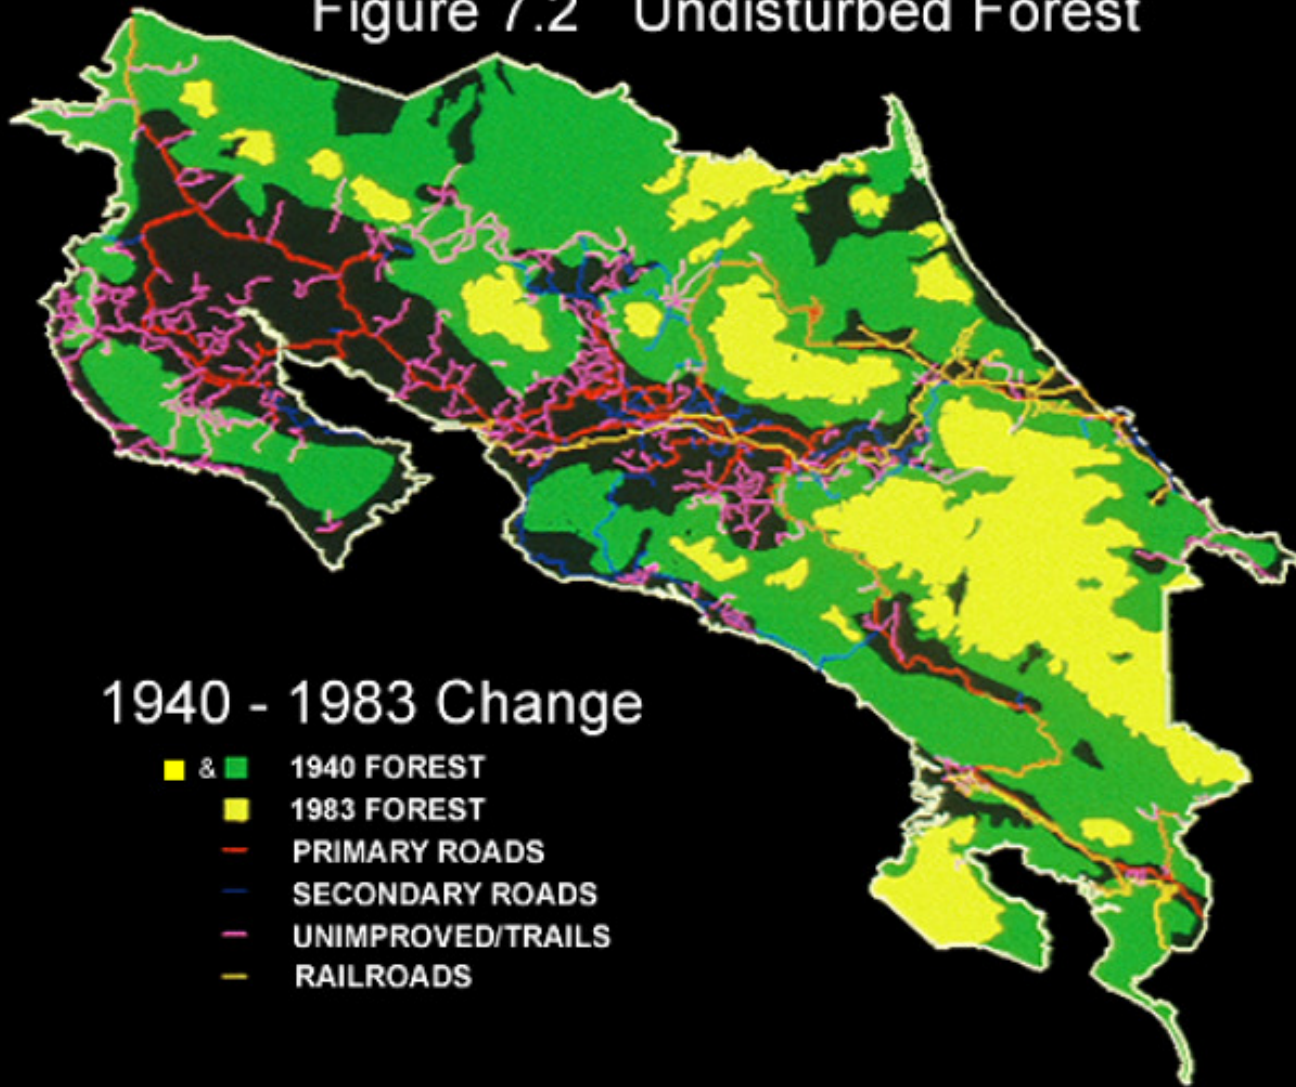 Figure 7.2 Undisturbed Forest
1940 - 1983 Change
& 1940 FOREST
1983 FOREST
PRIMARY ROADS
SECONDARY ROADS
UNIMPROVED/TRAILS
RAILROADS